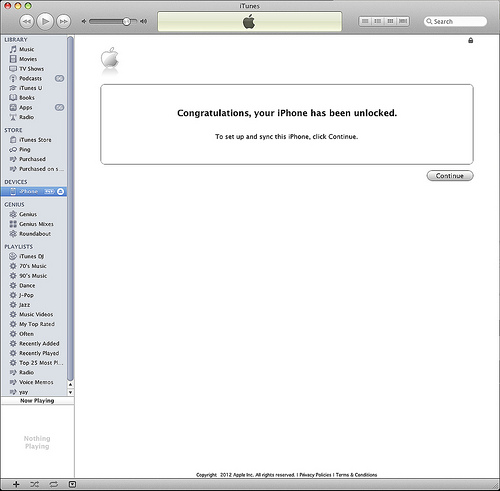 iTunes
Search
LIBRARY
Music
Movies
TV Shows
Podcasts
iTunes U
Books
Apps
Radio
STORE
iTunes Store
Ping
Purchased
Purchased on s...
DEVICES
iPhone
GENIUS
Genius
Genius Mixes
Roundabout
PLAYLISTS
iTunes DJ
70's Music
90's Music
Dance
J-Pop
Jazz
Music Videos
My Top Rated
Often
Recently Added
Recently Played
Top 25 Most Pl...
Radio
Voice Memos
yay
Now Playing
Nothing
Playing
Congratulations, your iPhone has been unlocked.
To set up and sync this iPhone, click Continue.
Continue
Copyright 2012 Apple Inc. All rights reserved. | Privacy Policies | Terms & Conditions